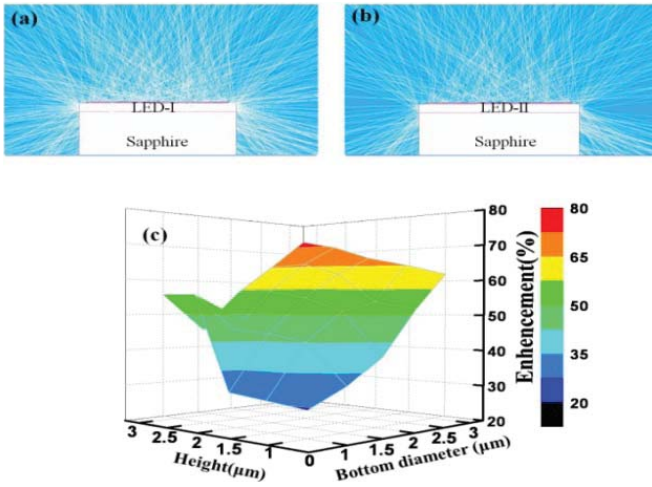 (a)
LED-I
Sapphire
(b)
LED-II
Sapphire
(c)
80
70
60
50
40
30
20
Enhencement(%)
80
65
50
35
20
3
2.5
2
1.5
1
0
Height(μm)
1
1.5
2
2.5
3
Bottom diameter (μm)